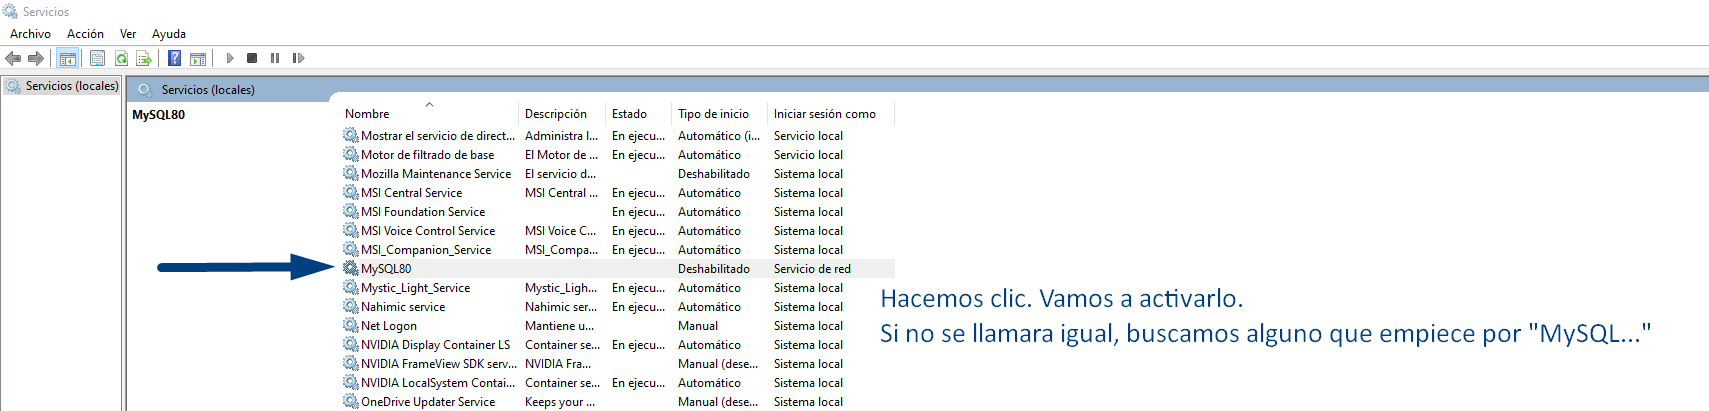 Servicios
Archivo Acción Ver Ayuda
Servicios (locales)
Servicios (locales)
MySQL80
Nombre Descripción Estado Tipo de inicio Iniciar sesión como
Mostrar el servicio de direct... Administra l... En ejecu... Automático (i... Servicio local
Motor de filtrado de base El Motor de ... En ejecu... Automático Servicio local
Mozilla Maintenance Service El servicio d... Deshabilitado Sistema local
MSI Central Service MSI Central ... En ejecu... Automático Sistema local
MSI Foundation Service En ejecu... Automático Sistema local
MSI Voice Control Service MSI Voice C... En ejecu... Automático Sistema local
MSI_Companion_Service MSI_Compa... En ejecu... Automático Sistema local
MySQL80 Deshabilitado Servicio de red
Mystic_Light_Service Mystic_Ligh... En ejecu... Automático Sistema local
Nahimic service Nahimic ser... En ejecu... Automático Sistema local
Net Logon Mantiene u... Manual Sistema local
NVIDIA Display Container LS Container se... En ejecu... Automático Sistema local
NVIDIA FrameView SDK serv... NVIDIA Fra... Manual (dese... Sistema local
NVIDIA LocalSystem Contai... Container se... En ejecu... Automático Sistema local
OneDrive Updater Service Keeps your ... Manual (dese... Sistema local
Hacemos clic. Vamos a activarlo.
Si no se llamara igual, buscamos alguno que empiece por "MySQL..."